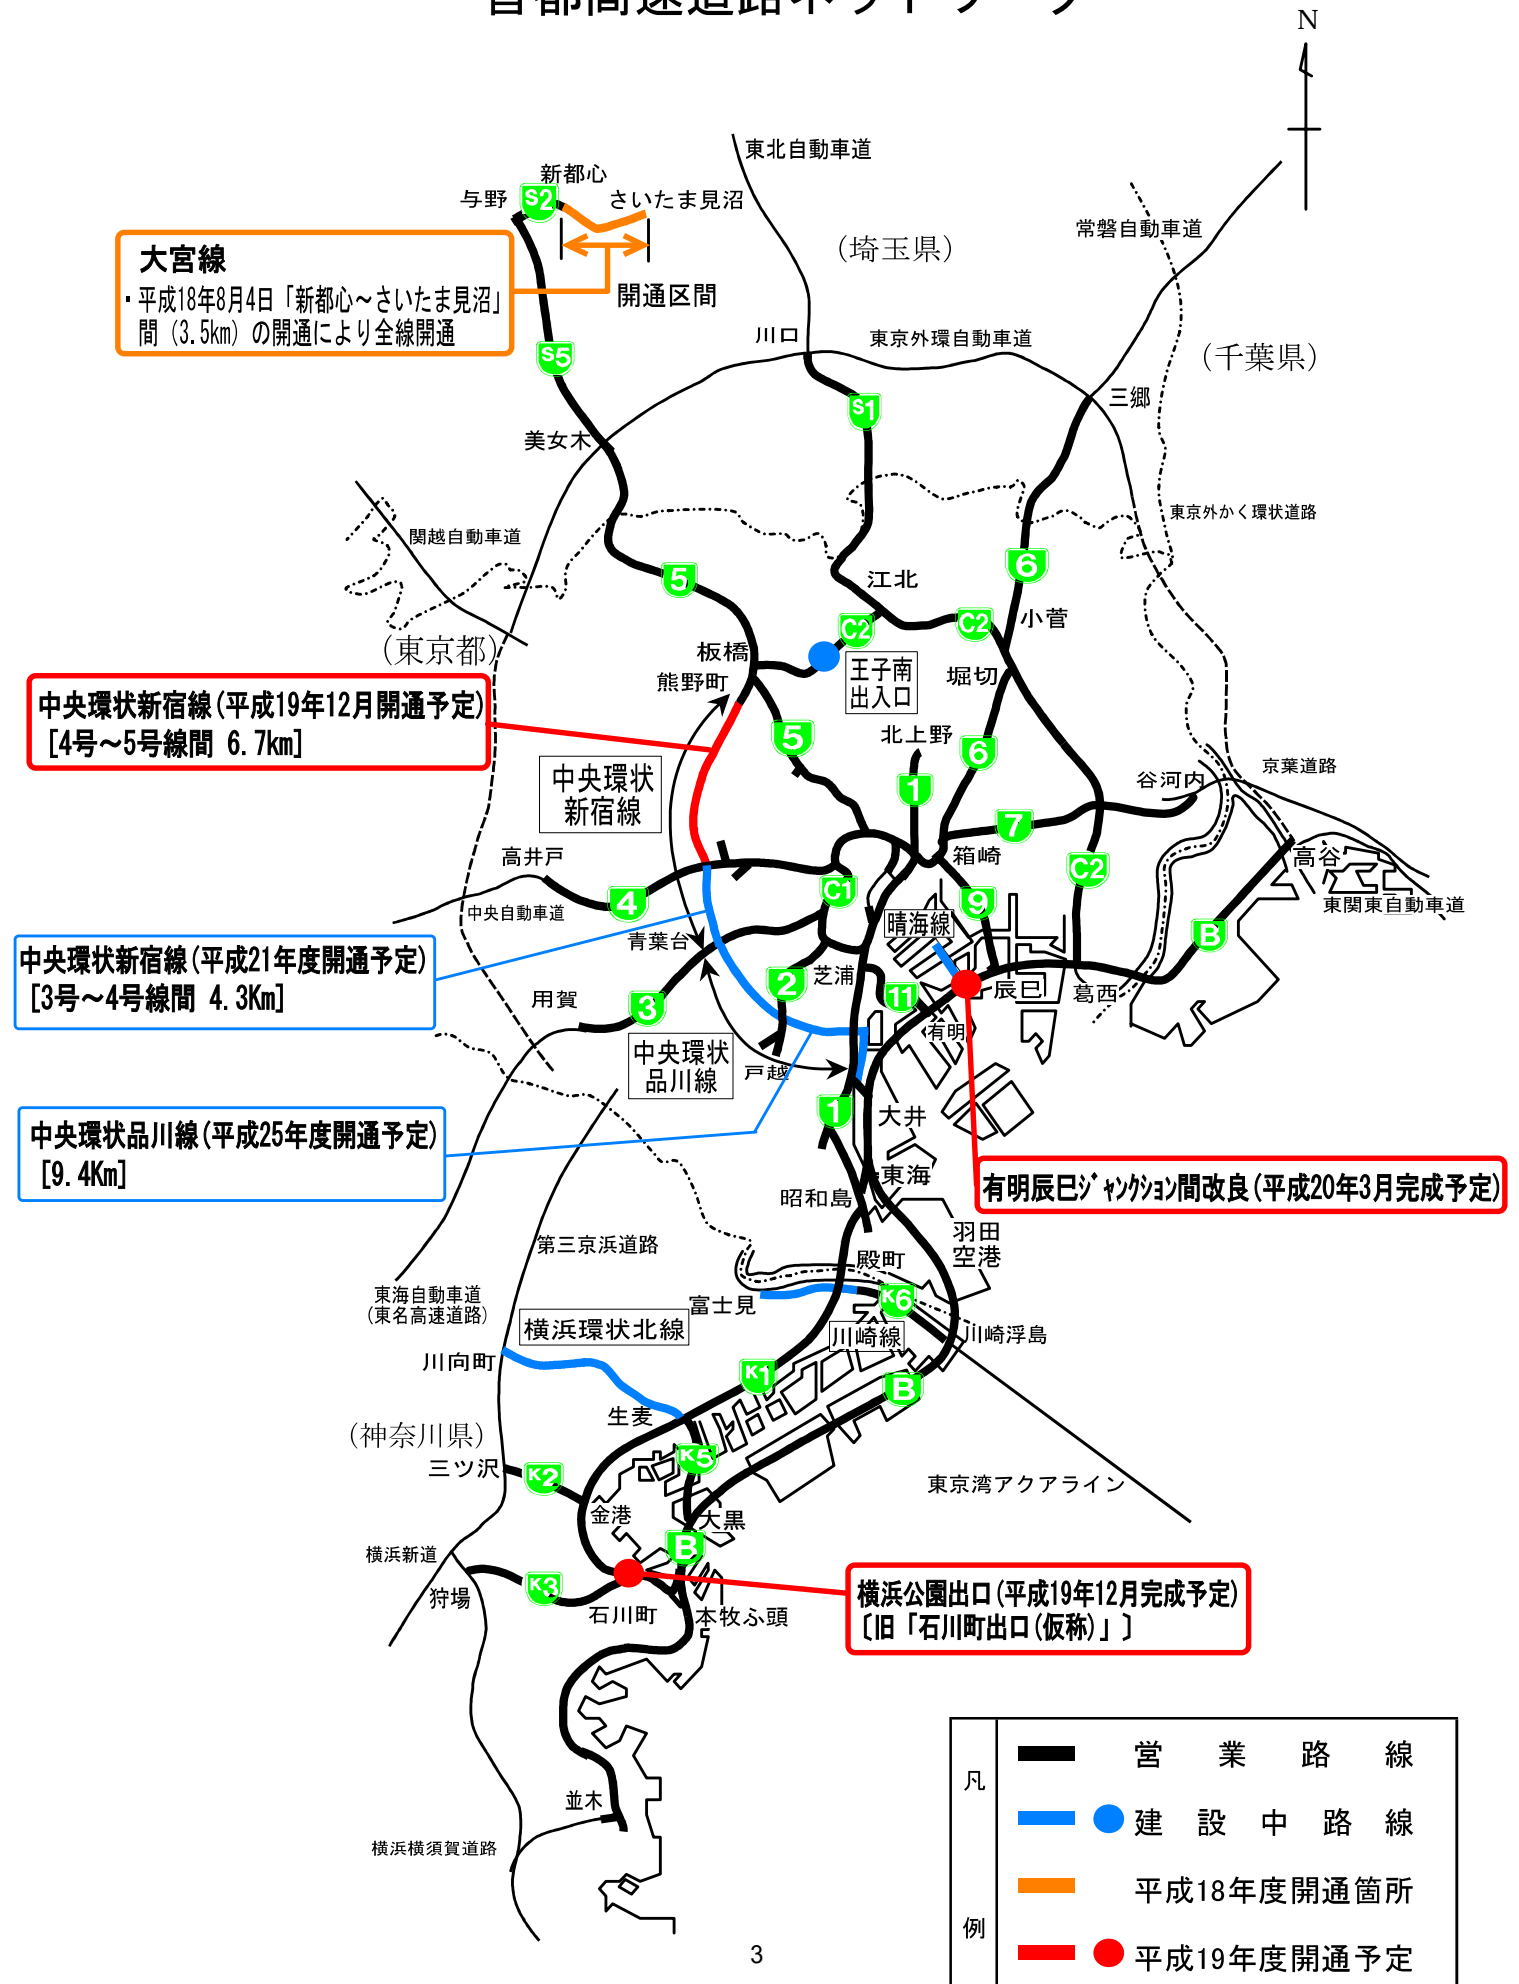 首都高速道路ネットワーク
N
東北自動車道
新都心
与野
S2
さいたま見沼
常磐自動車道
(埼玉県)
大宮線
・平成18年8月4日「新都心～さいたま見沼」
間（3.5km）の開通により全線開通
開通区間
川口
東京外環自動車道
(千葉県)
S5
三郷
S1
美女木
東京外かく環状道路
関越自動車道
6
5
江北
小菅
C2
C2
(東京都)
板橋
王子南
出入口
堀切
熊野町
中央環状新宿線(平成19年12月開通予定)
[4号～5号線間 6.7km]
5
北上野
6
京葉道路
谷河内
中央環状
新宿線
1
7
高井戸
箱崎
高谷
C2
C1
4
9
中央自動車道
東関東自動車道
晴海線
青葉台
B
中央環状新宿線(平成21年度開通予定)
[3号～4号線間 4.3Km]
芝浦
2
11
辰巳
葛西
用賀
3
有明
中央環状
品川線
戸越
1
大井
中央環状品川線(平成25年度開通予定)
[9.4Km]
東海
有明辰巳ｼﾞｬﾝｸｼｮﾝ間改良(平成20年3月完成予定)
昭和島
羽田
空港
第三京浜道路
殿町
東海自動車道
(東名高速道路)
富士見
K6
横浜環状北線
川崎線
川崎浮島
川向町
K1
B
生麦
(神奈川県)
K5
三ツ沢
K2
東京湾アクアライン
金港
大黒
B
横浜新道
K3
狩場
横浜公園出口(平成19年12月完成予定)
〔旧「石川町出口(仮称)」〕
石川町
本牧ふ頭
並木
横浜横須賀道路
凡例
営業路線
建設中路線
平成18年度開通箇所
平成19年度開通予定
3